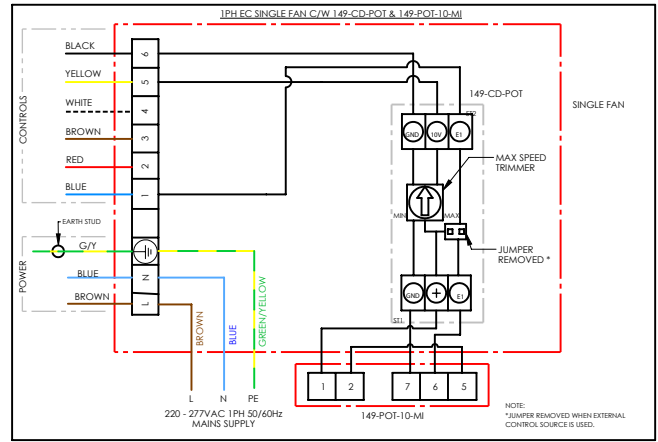 1PH EC SINGLE FAN C/W 149-CD-POT & 149-POT-10-MI
CONTROLS
BLACK
YELLOW
WHITE
BROWN
RED
BLUE
6
5
4
3
2
1
EARTH STUD
POWER
G/Y
BLUE
BROWN
N
L
BROWN
BLUE
GREEN/YELLOW
L
N
PE
220 - 277VAC 1PH 50/60Hz
MAINS SUPPLY
149-CD-POT
SINGLE FAN
ST2
GND
10V
E1
MAX SPEED
TRIMMER
MIN
MAX
JUMPER
REMOVED *
GND
+
E1
ST1
1
2
7
6
5
149-POT-10-MI
NOTE:
*JUMPER REMOVED WHEN EXTERNAL
CONTROL SOURCE IS USED.